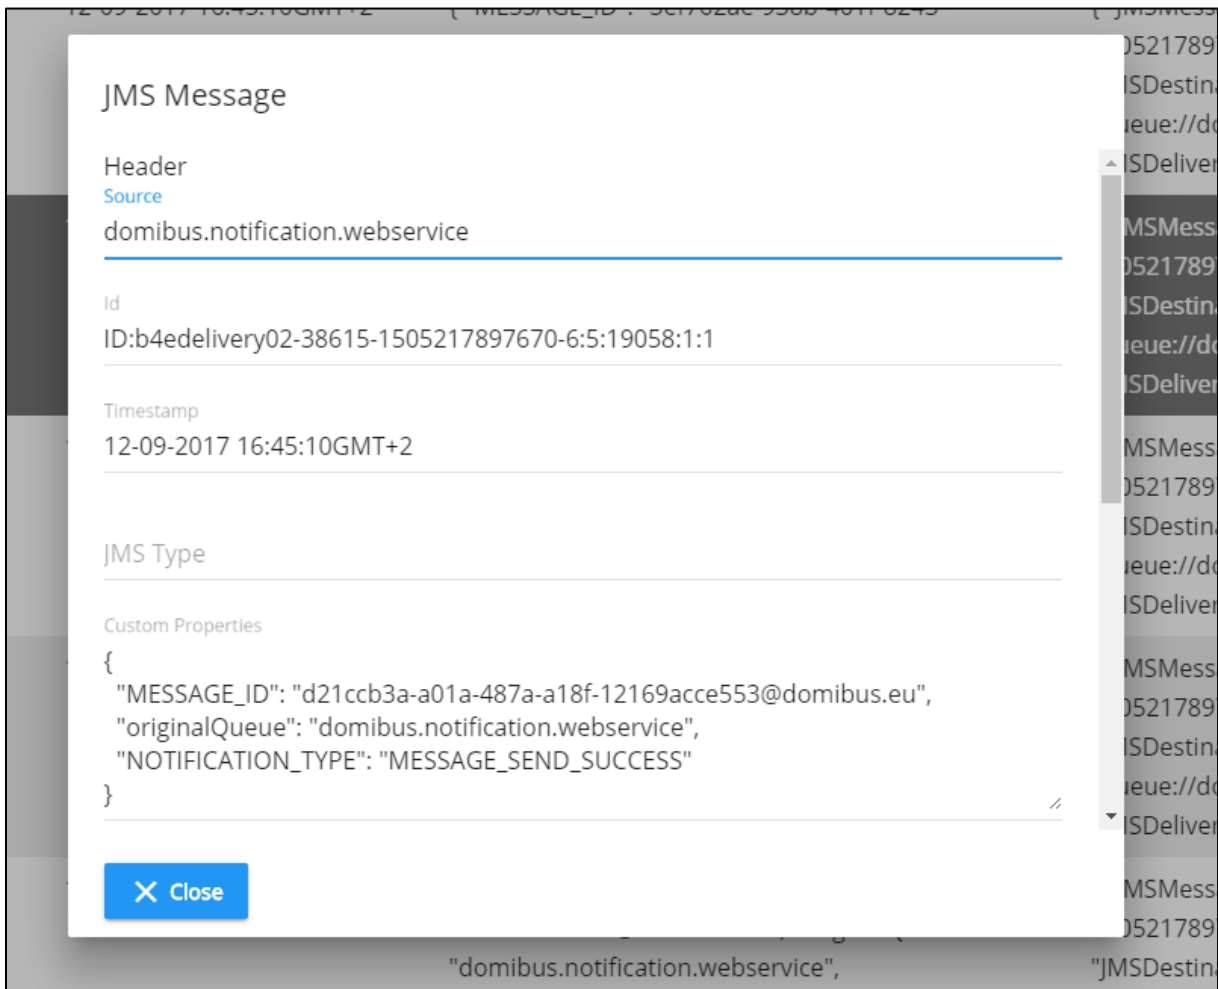 JMS Message
Header
Source
domibus.notification.webservice
Id
ID:b4edelivery02-38615-1505217897670-6:5:19058:1:1
Timestamp
12-09-2017 16:45:10GMT+2
JMS Type
Custom Properties
{
"MESSAGE_ID": "d21ccb3a-a01a-487a-a18f-12169acce553@domibus.eu",
"originalQueue": "domibus.notification.webservice",
"NOTIFICATION_TYPE": "MESSAGE_SEND_SUCCESS"
}
Close
"domibus.notification.webservice",
"JMSDestin